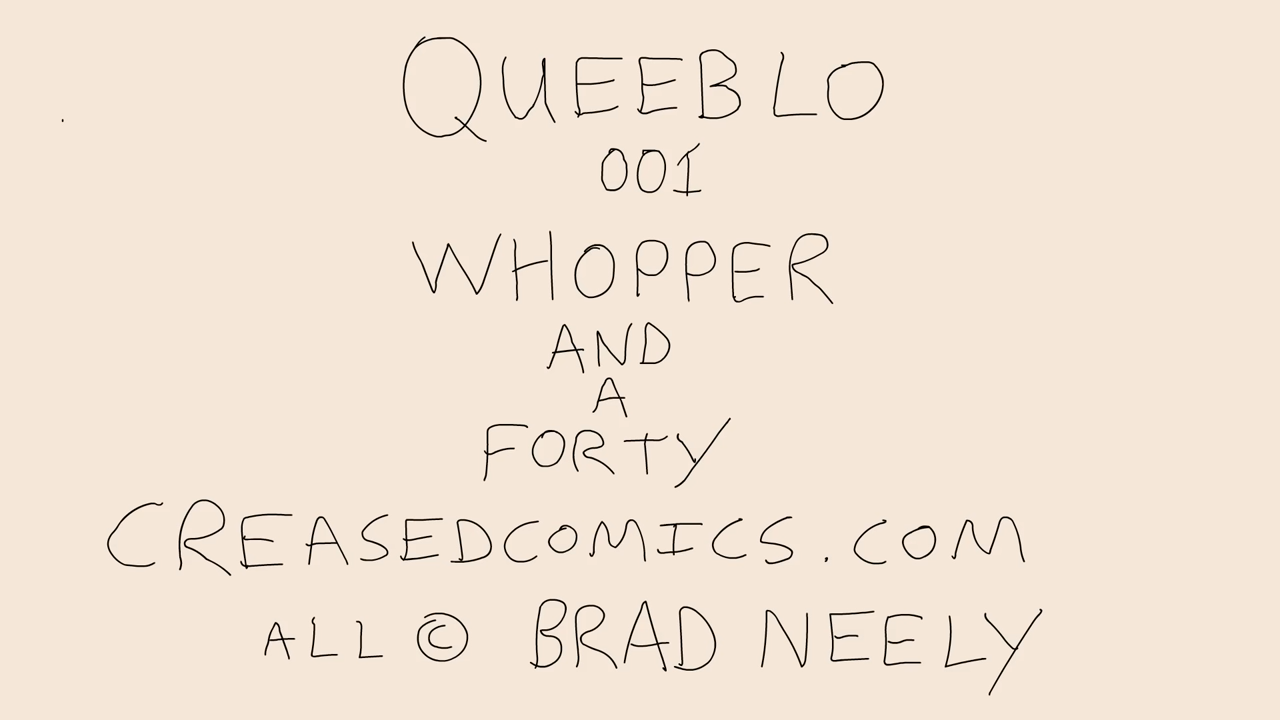 QUEEBLO
001
WHOPPER
AND
A
FORTY
CREASEDCOMICS.COM
ALL © BRAD NEELY